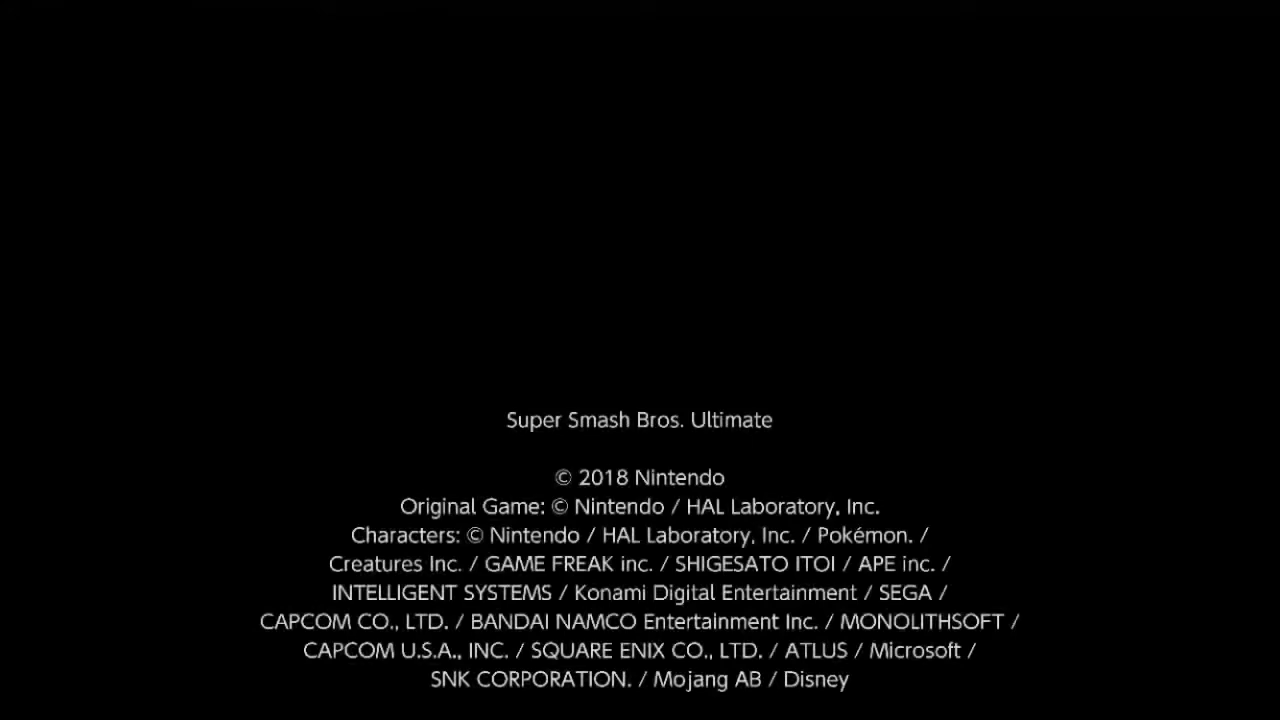 Super Smash Bros. Ultimate
© 2018 Nintendo
Original Game: © Nintendo / HAL Laboratory, Inc.
Characters: © Nintendo / HAL Laboratory, Inc. / Pokémon. /
Creatures Inc. / GAME FREAK inc. / SHIGESATO ITOI / APE inc. /
INTELLIGENT SYSTEMS / Konami Digital Entertainment / SEGA /
CAPCOM CO., LTD. / BANDAI NAMCO Entertainment Inc. / MONOLITHSOFT /
CAPCOM U.S.A., INC. / SQUARE ENIX CO., LTD. / ATLUS / Microsoft /
SNK CORPORATION. / Mojang AB / Disney